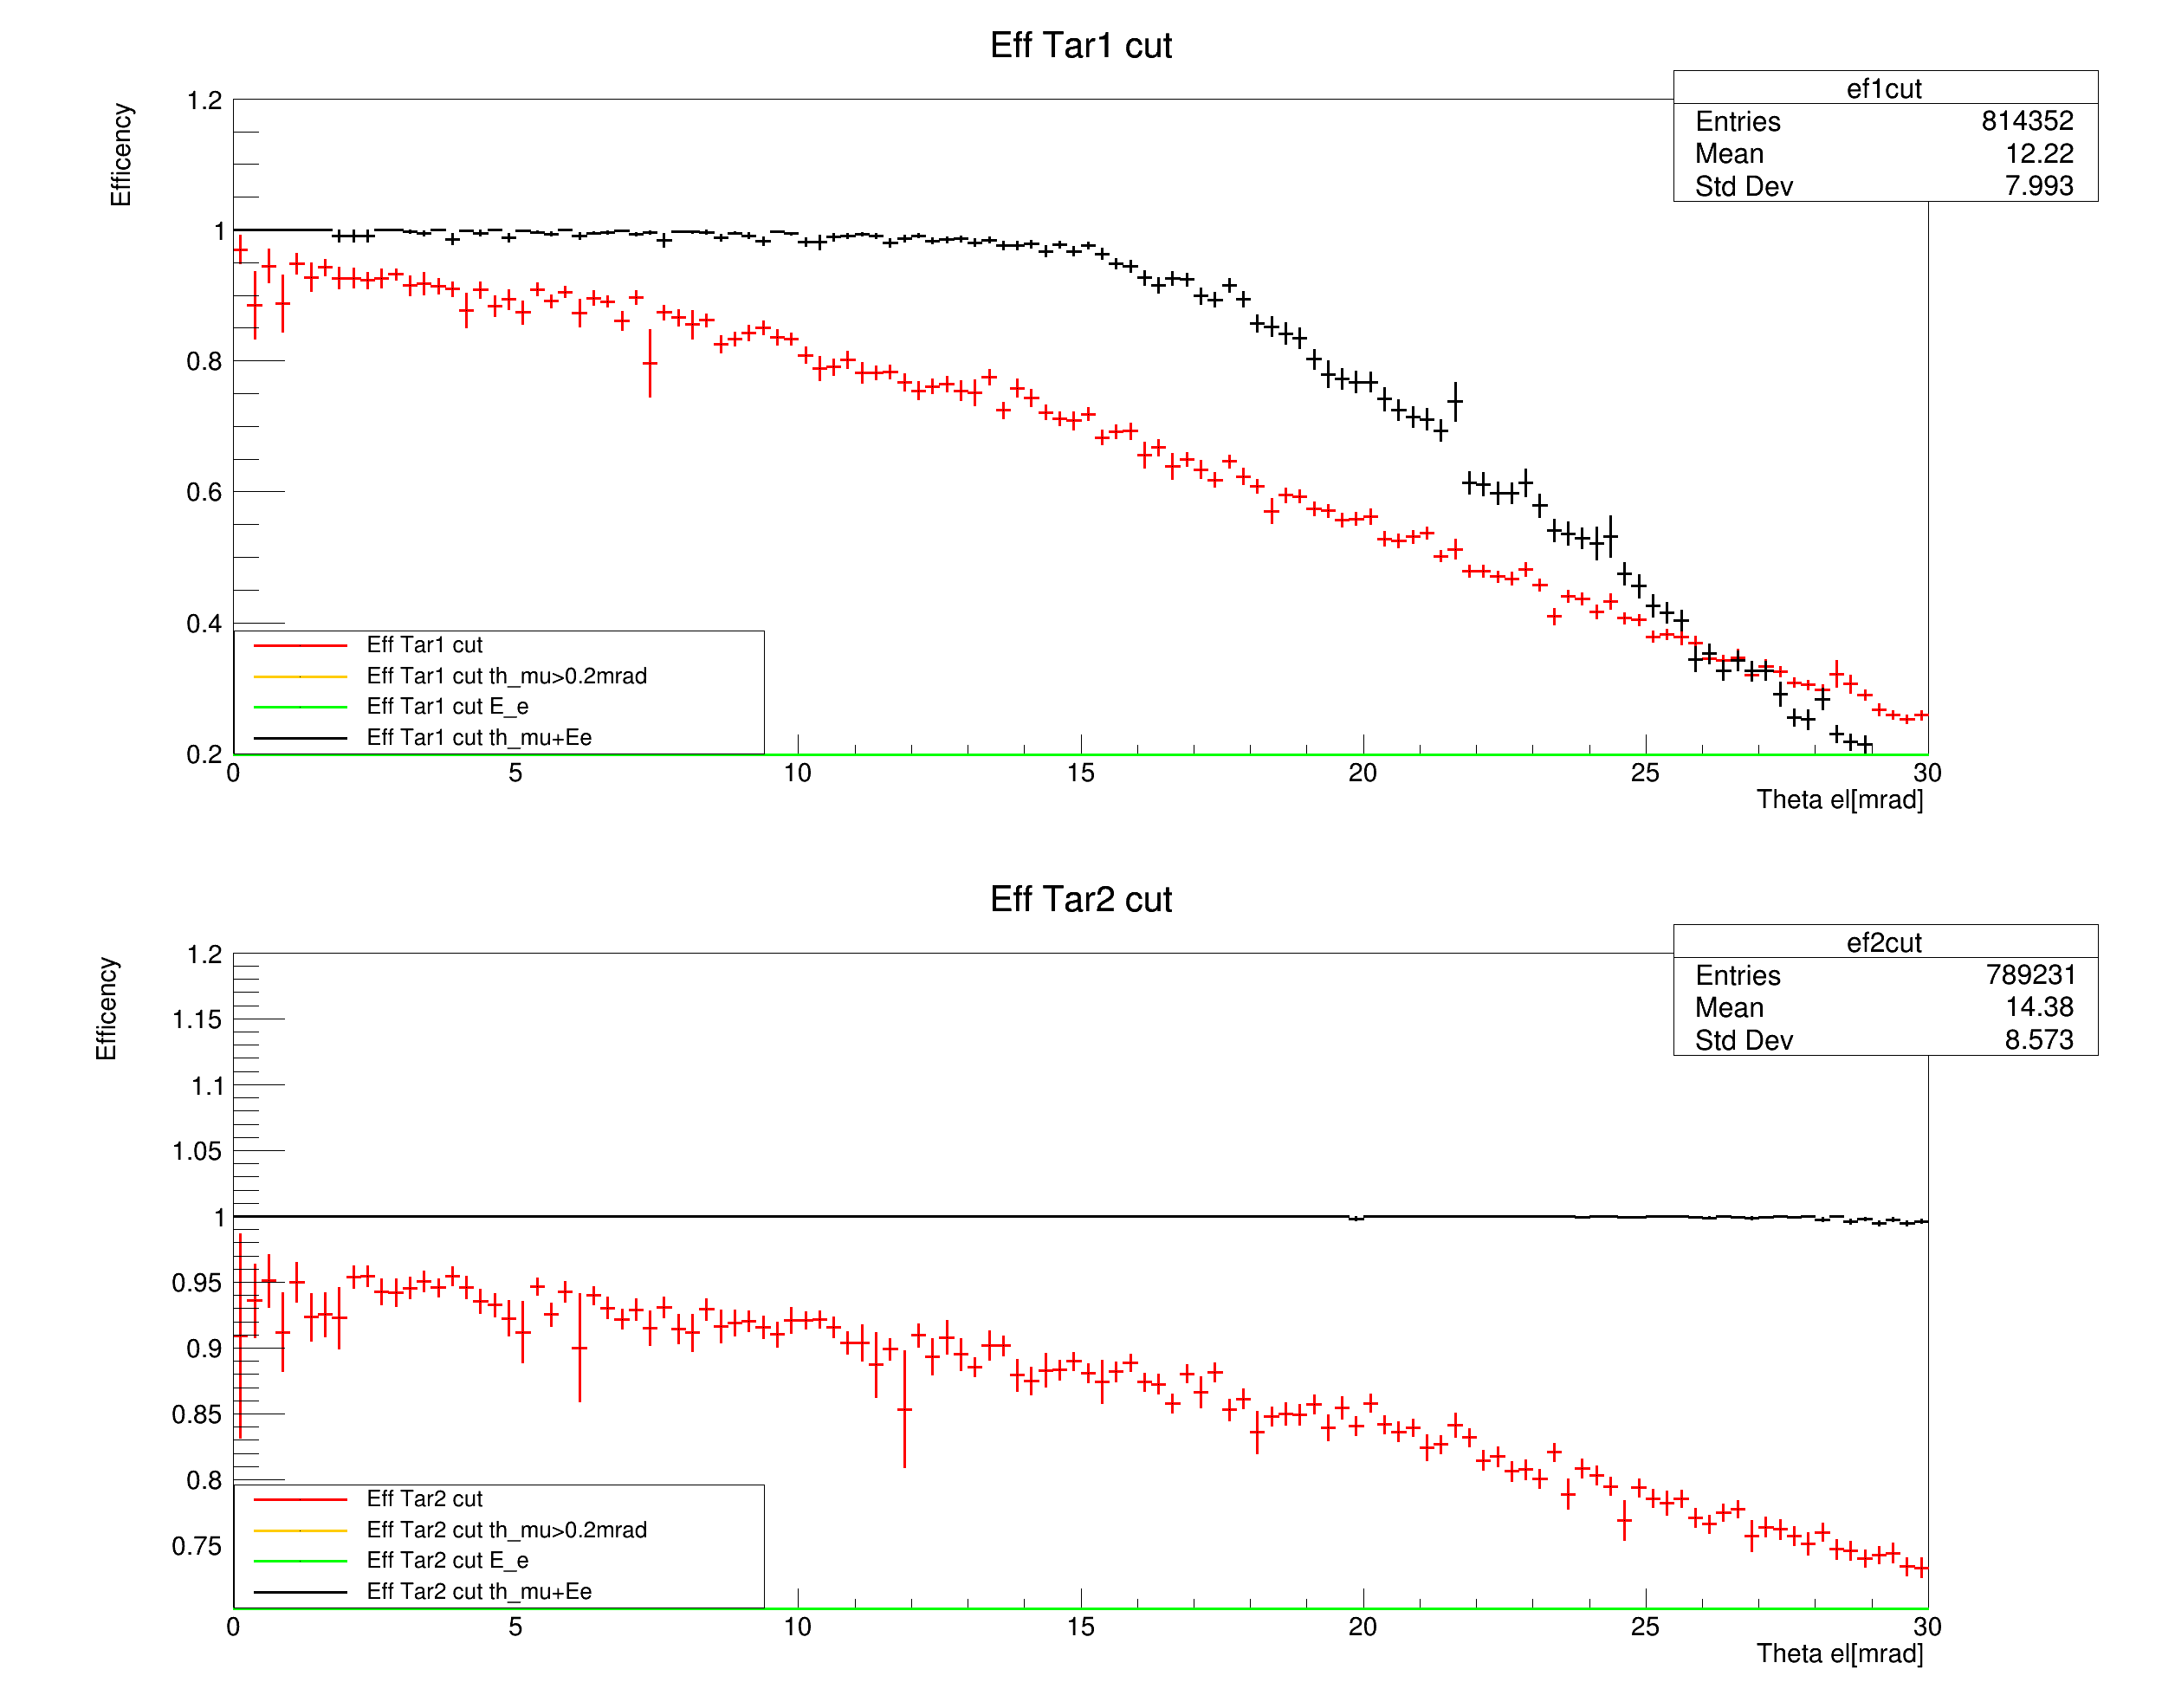 Eff Tar1 cut
ef1cut
Entries 814352
Mean 12.22
Std Dev 7.993
Efficency
1.2
1
0.8
0.6
0.4
0.2
Eff Tar1 cut
Eff Tar1 cut th_mu>0.2mrad
Eff Tar1 cut E_e
Eff Tar1 cut th_mu+Ee
0 5 10 15 20 25 30
Theta el[mrad]
Eff Tar2 cut
ef2cut
Entries 789231
Mean 14.38
Std Dev 8.573
Efficency
1.2
1.15
1.1
1.05
1
0.95
0.9
0.85
0.8
0.75
Eff Tar2 cut
Eff Tar2 cut th_mu>0.2mrad
Eff Tar2 cut E_e
Eff Tar2 cut th_mu+Ee
0 5 10 15 20 25 30
Theta el[mrad]